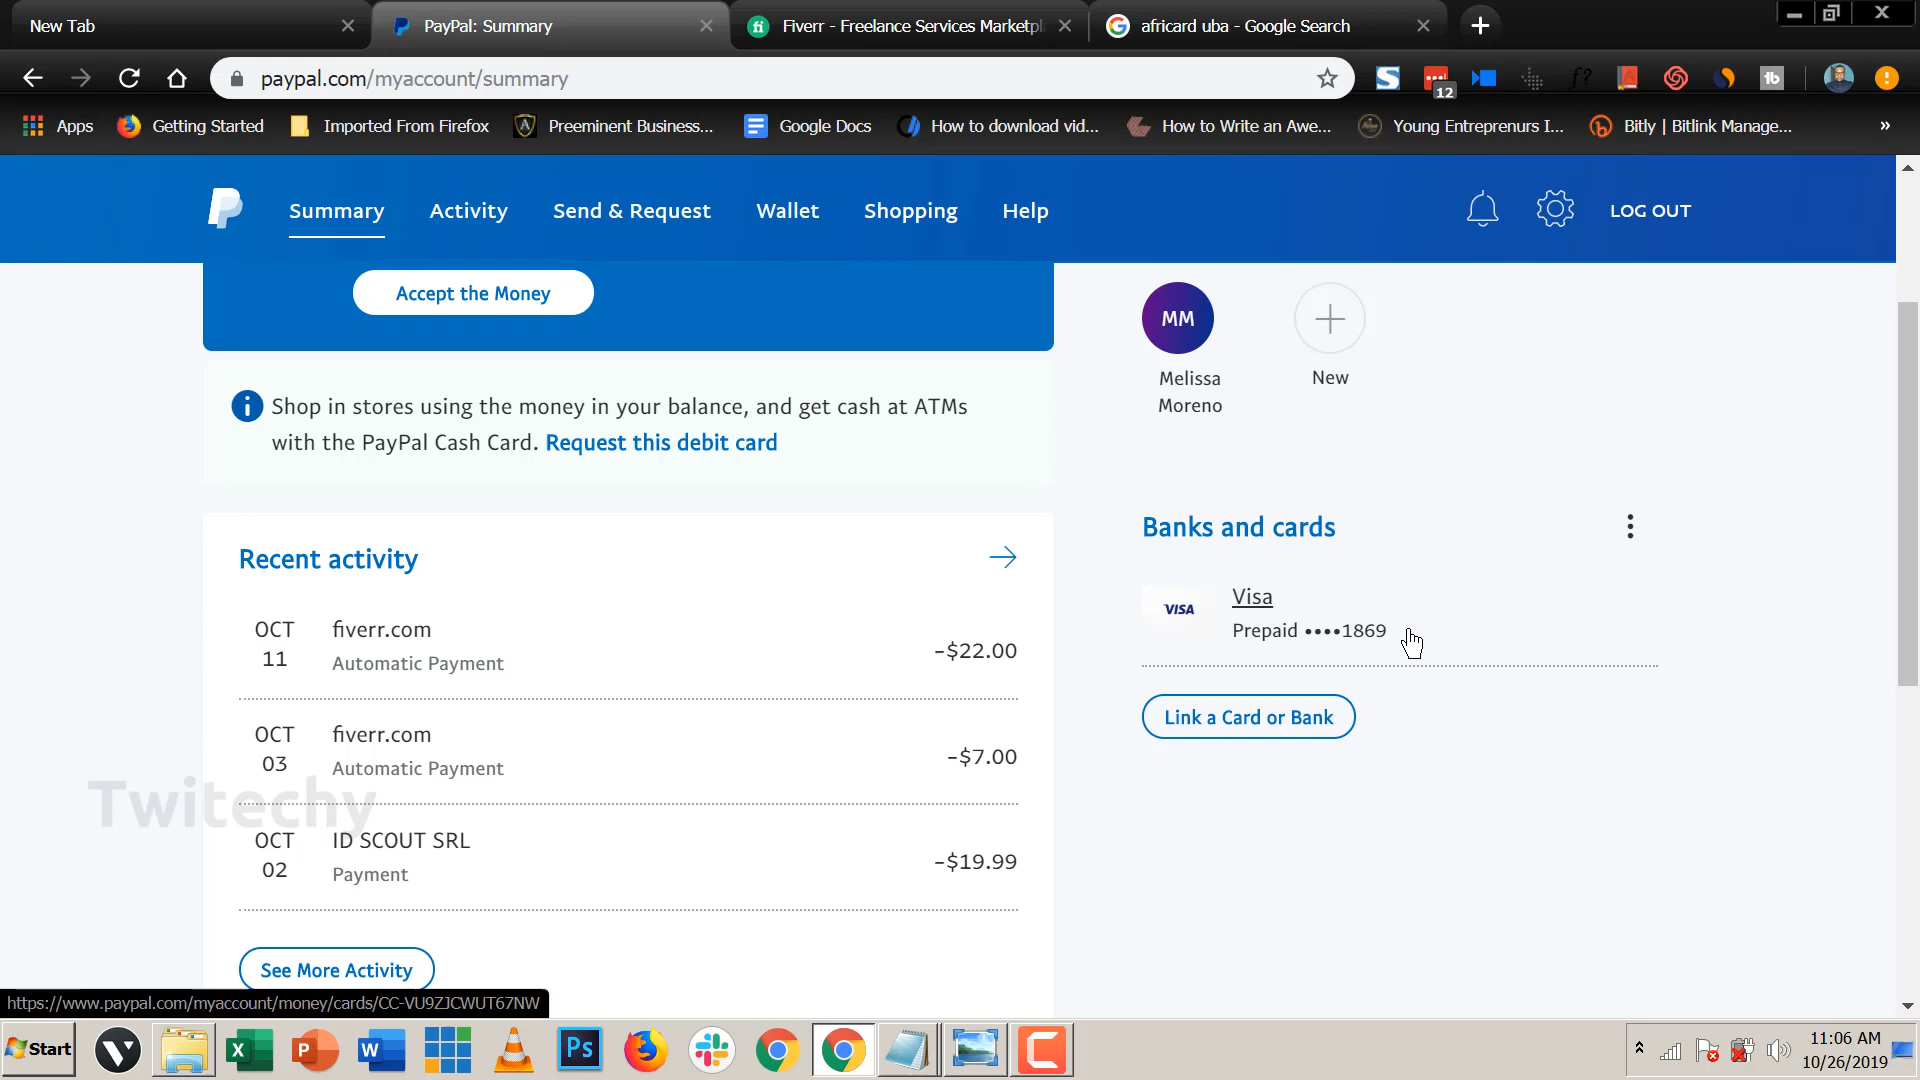 New Tab
PayPal: Summary
Fiverr - Freelance Services Marketpl
africard uba - Google Search
paypal.com/myaccount/summary
12
Apps
Getting Started
Imported From Firefox
Preeminent Business...
Google Docs
How to download vid...
How to Write an Awe...
Young Entreprenurs I...
Bitly | Bitlink Manage...
»
Summary
Activity
Send & Request
Wallet
Shopping
Help
LOG OUT
Accept the Money
MM
Melissa
Moreno
New
Shop in stores using the money in your balance, and get cash at ATMs
with the PayPal Cash Card. Request this debit card
Banks and cards
VISA
Visa
Prepaid ••••1869
Link a Card or Bank
Recent activity
OCT
11
fiverr.com
Automatic Payment
-$22.00
OCT
03
fiverr.com
Automatic Payment
-$7.00
OCT
02
ID SCOUT SRL
Payment
-$19.99
See More Activity
Twitechy
https://www.paypal.com/myaccount/money/cards/CC-VU9ZJCWUT67NW
Start
11:06 AM
10/26/2019